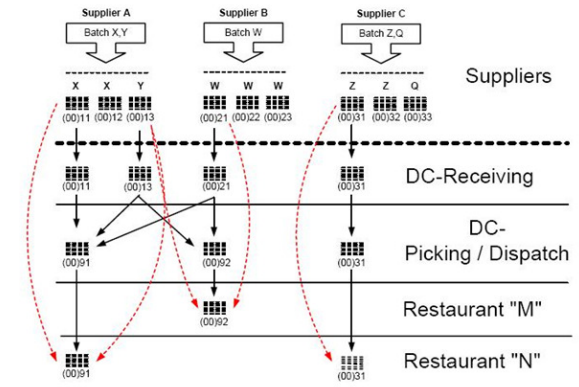 Supplier A Supplier B Supplier C
Batch X,Y Batch W Batch Z,Q
Suppliers
X X Y W W W Z Z Q
(00)11 (00)12 (00)13 (00)21 (00)22 (00)23 (00)31 (00)32 (00)33
DC-Receiving
(00)11 (00)13 (00)21 (00)31
DC-
Picking / Dispatch
(00)91 (00)92 (00)31
Restaurant "M"
(00)92
Restaurant "N"
(00)91 (00)31